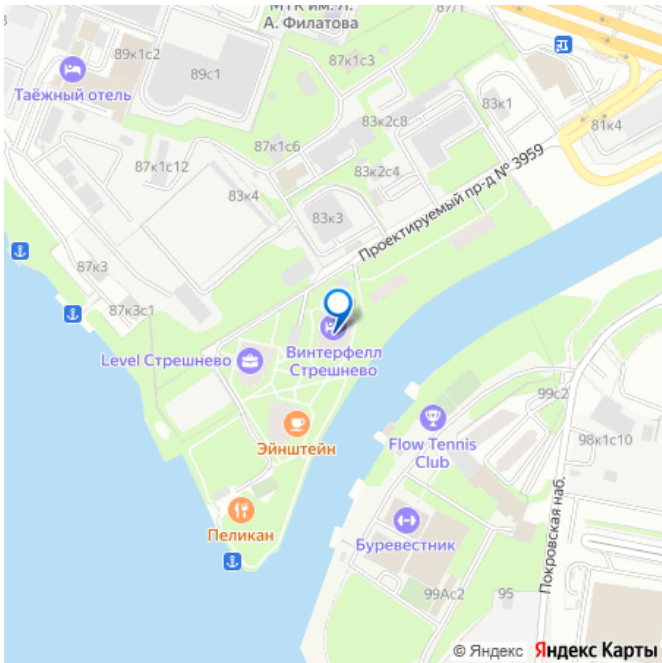 МТК им. Л.
А. Филатова
87/1
89к1с2
87к1с3
89с1
Таёжный отель
83к1
81к4
83к2с8
87к1с6
87к1с12
83к2с4
Проектируемый пр-д № 3959
83к4
83к3
87к3
87к3с1
Винтерфелл
Стрешнево
Level Стрешнево
99с2
Эйнштейн
Flow Tennis
Club
98к1с10
Пеликан
Буревестник
Покровская наб.
99Ас2
95
© Яндекс Яндекс Карты